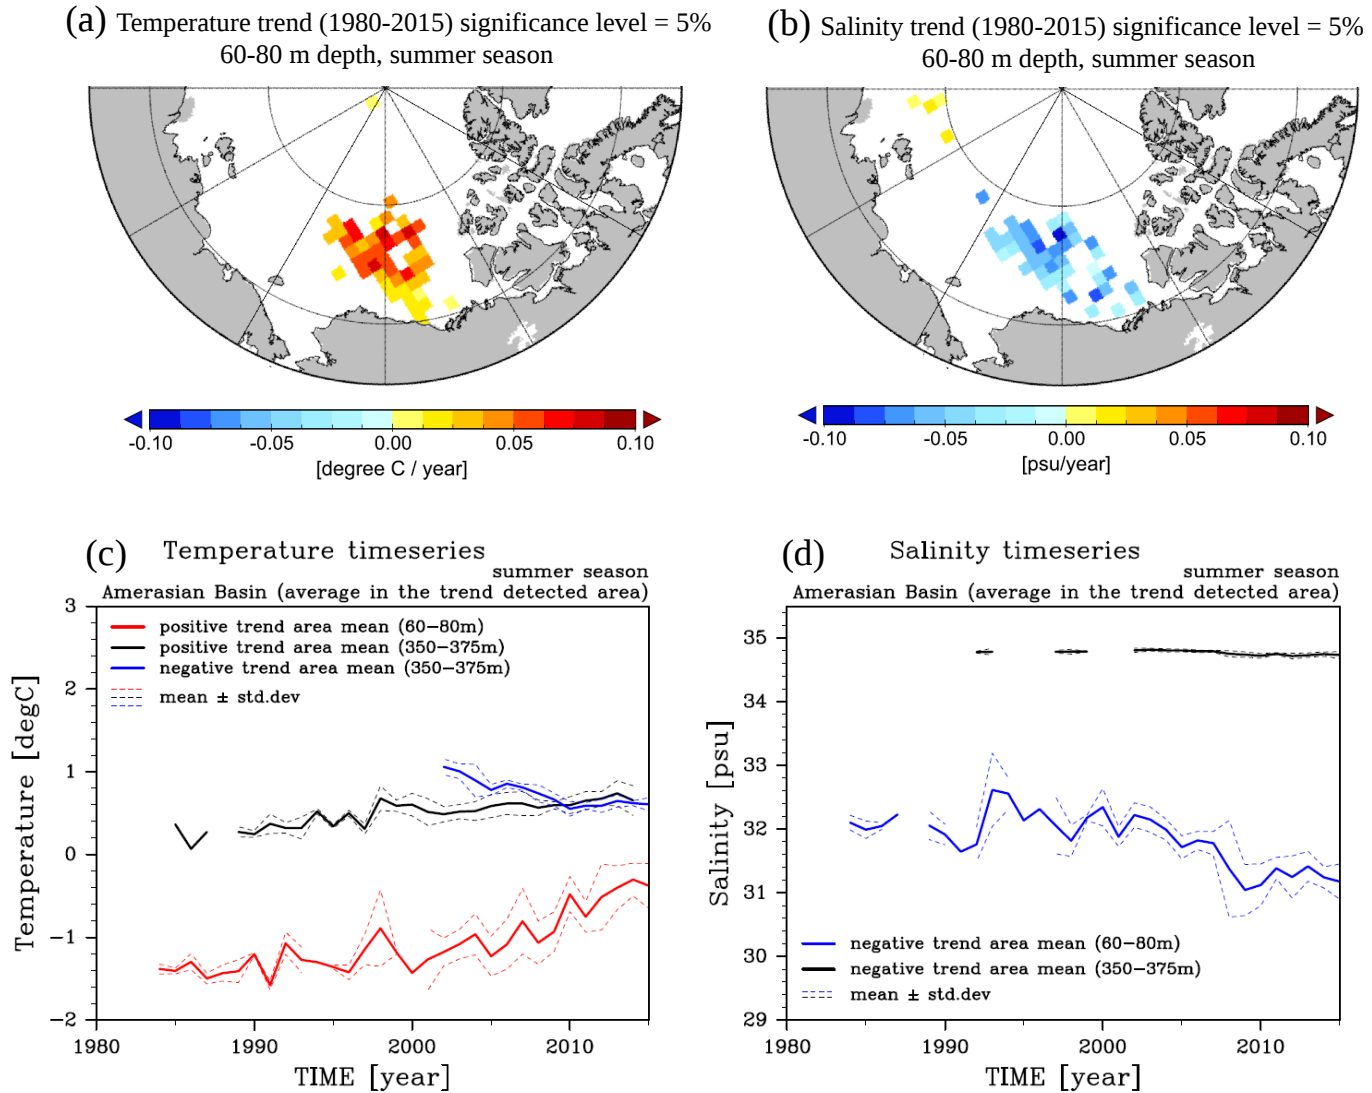 (a) Temperature trend (1980-2015) significance level = 5%
60-80 m depth, summer season
-0.10 -0.05 0.00 0.05 0.10
[degree C / year]
(b) Salinity trend (1980-2015) significance level = 5%
60-80 m depth, summer season
-0.10 -0.05 0.00 0.05 0.10
[psu/year]
(c) Temperature timeseries
summer season
Amerasian Basin (average in the trend detected area)
positive trend area mean (60−80m)
positive trend area mean (350−375m)
negative trend area mean (350−375m)
mean ± std.dev
Temperature [degC]
3
2
1
0
−1
−2
1980 1990 2000 2010
TIME [year]
(d) Salinity timeseries
summer season
Amerasian Basin (average in the trend detected area)
Salinity [psu]
35
34
33
32
31
30
29
negative trend area mean (60−80m)
negative trend area mean (350−375m)
mean ± std.dev
1980 1990 2000 2010
TIME [year]